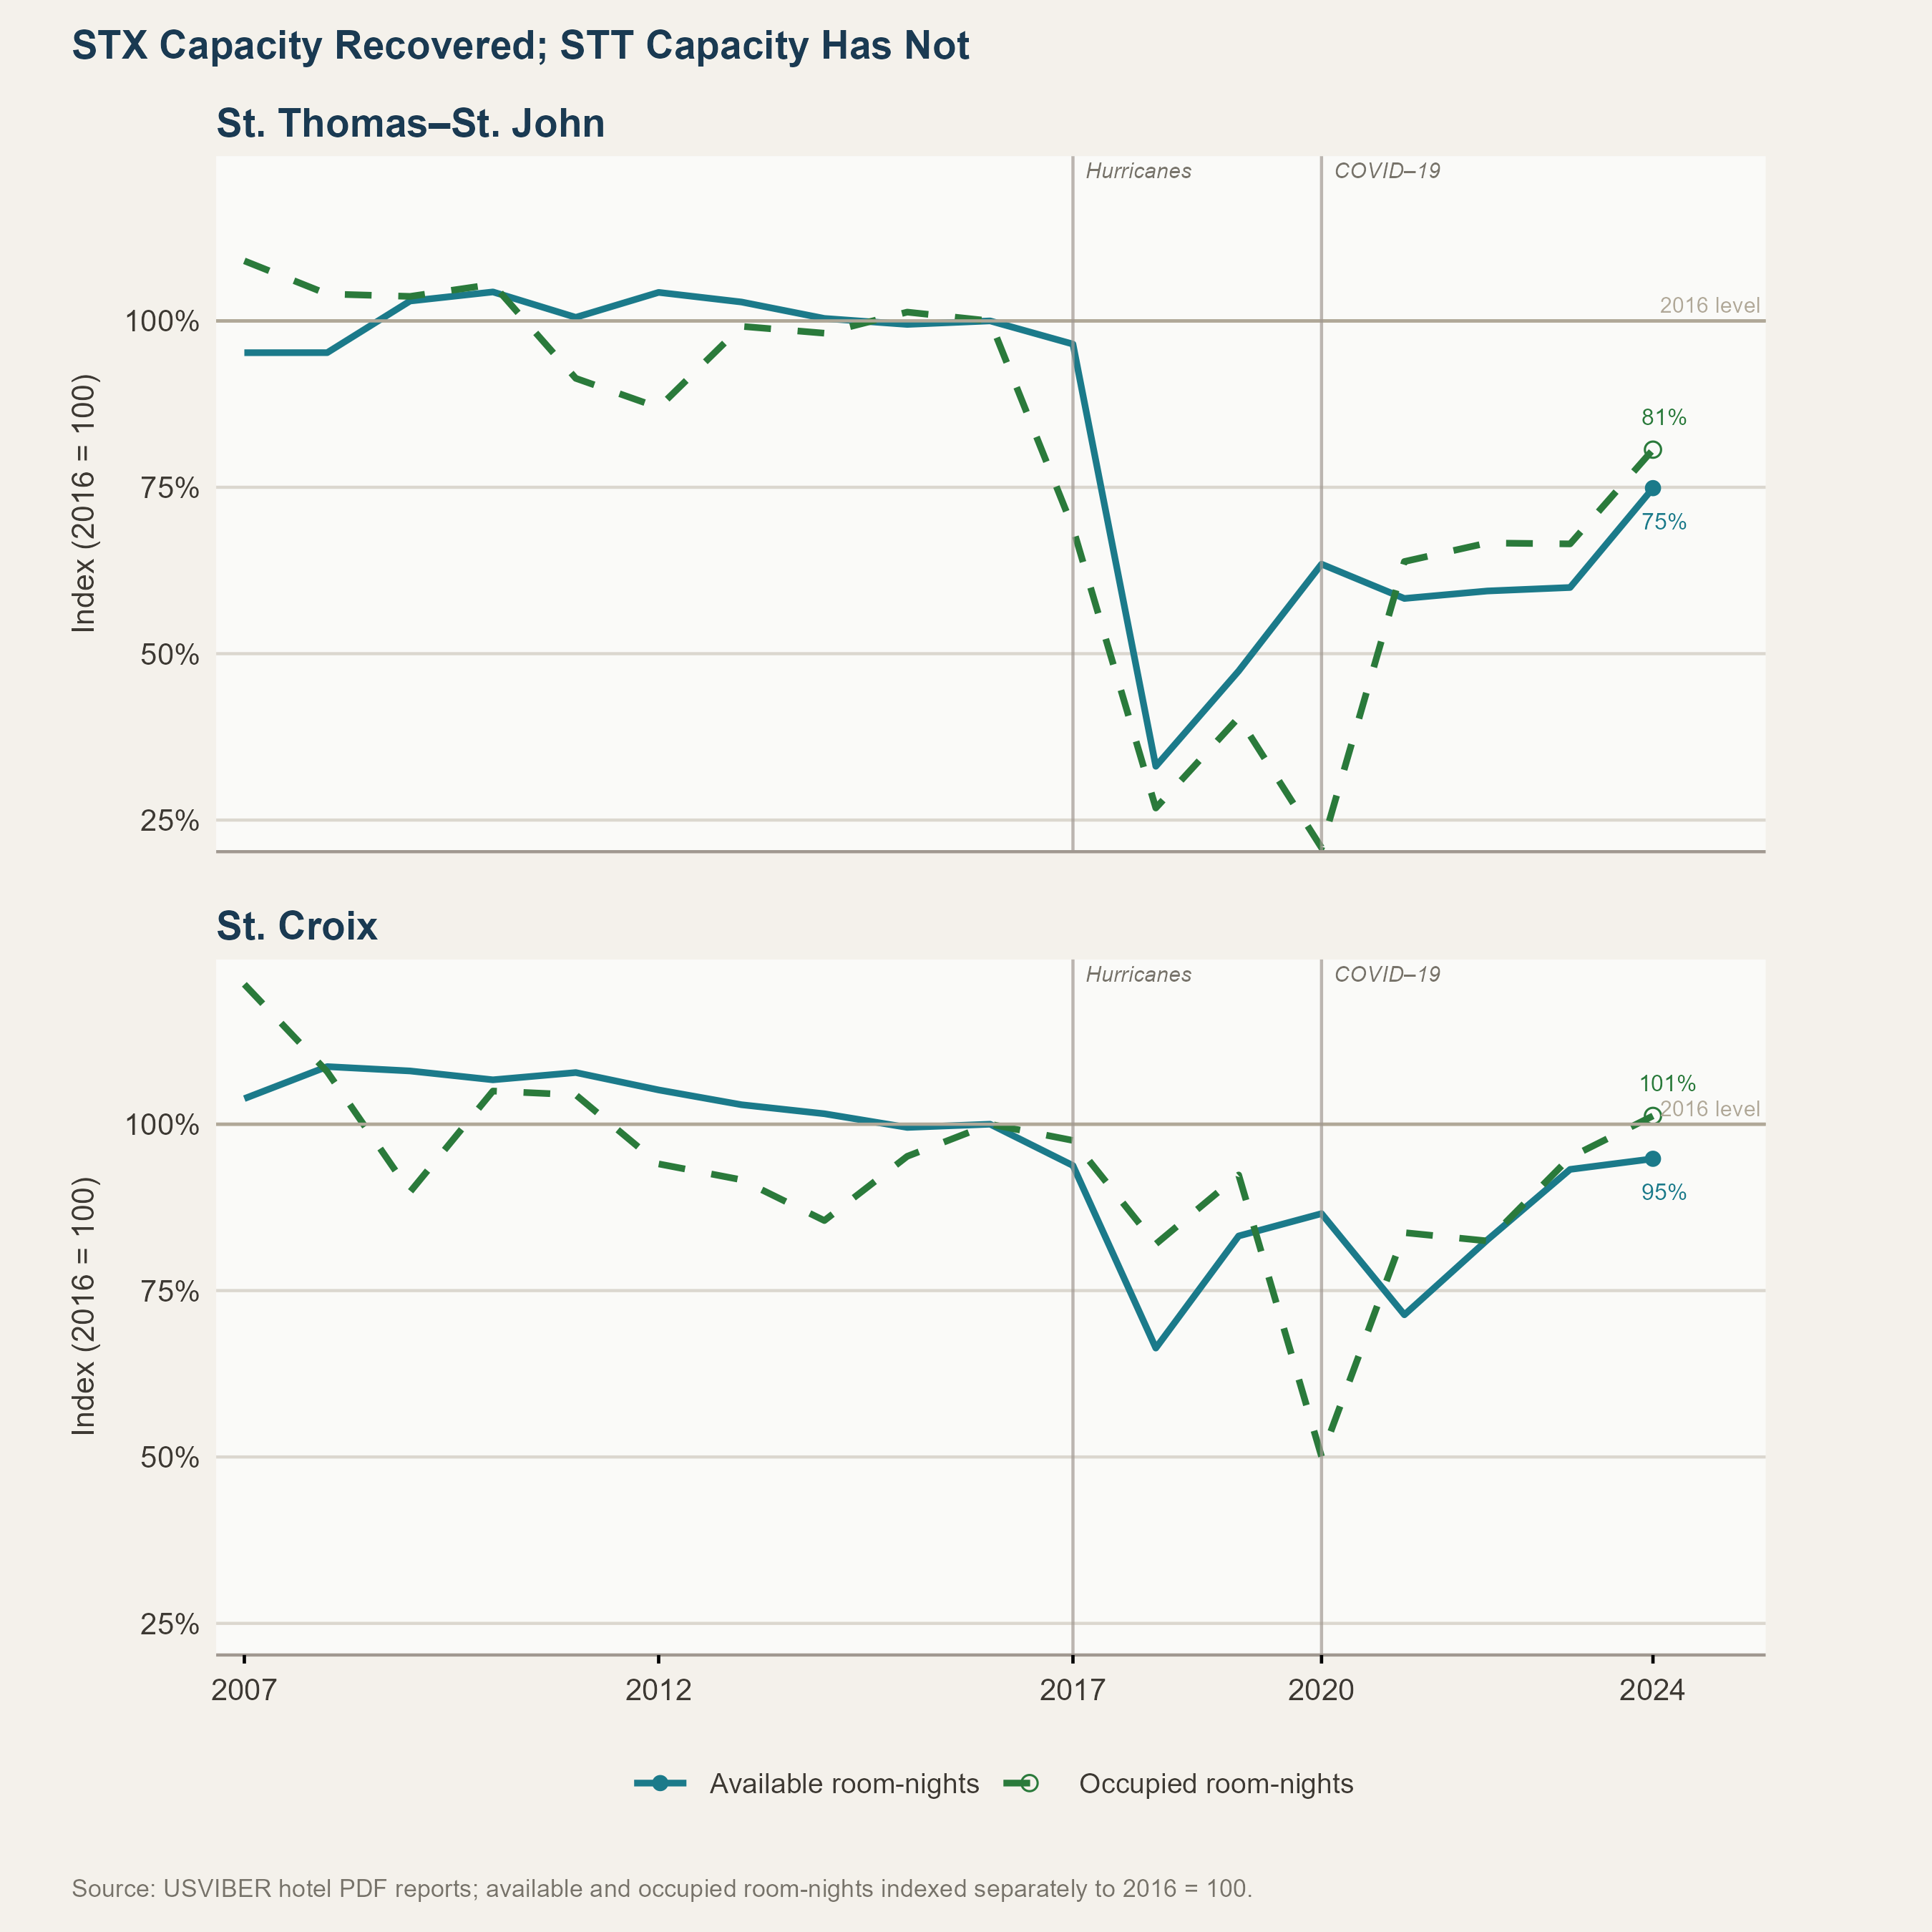 STX Capacity Recovered; STT Capacity Has Not
St. Thomas–St. John
Hurricanes
COVID–19
2016 level
100%
75%
50%
25%
Index (2016 = 100)
81%
75%
St. Croix
Hurricanes
COVID–19
101%
2016 level
95%
100%
75%
50%
25%
Index (2016 = 100)
2007 2012 2017 2020 2024
Available room-nights Occupied room-nights
Source: USVIBER hotel PDF reports; available and occupied room-nights indexed separately to 2016 = 100.